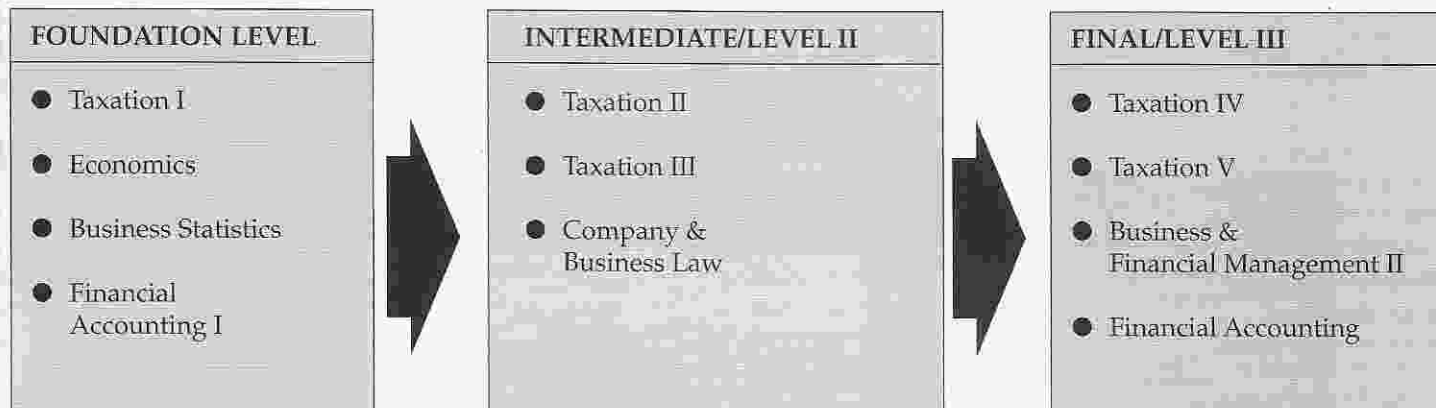 FOUNDATION LEVEL
● Taxation I
● Economics
● Business Statistics
● Financial
Accounting I
INTERMEDIATE/LEVEL II
● Taxation II
● Taxation III
● Company &
Business Law
FINAL/LEVEL III
● Taxation IV
● Taxation V
● Business &
Financial Management II
● Financial Accounting